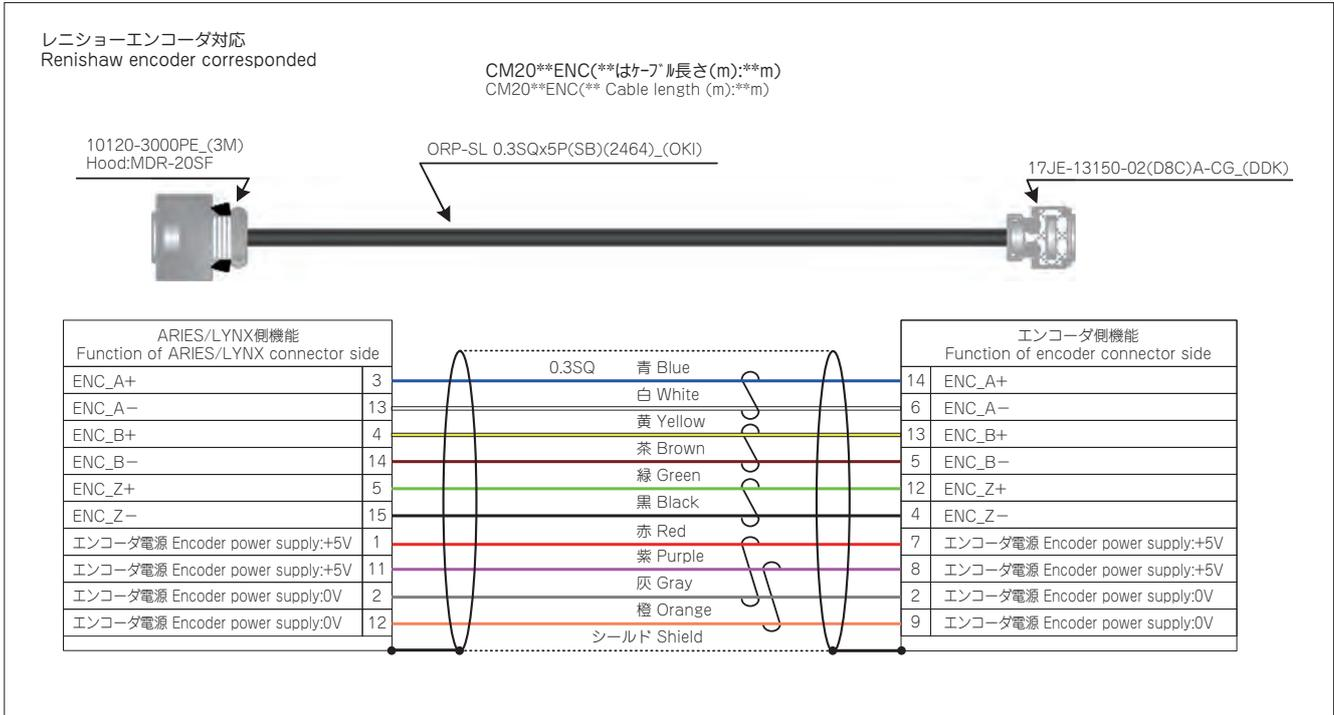 レニショーエンコーダ対応
Renishaw encoder corresponded
CM20**ENC(**はｹｰﾌﾞﾙ長さ(m):**m)
CM20**ENC(** Cable length (m):**m)
10120-3000PE_(3M)
Hood:MDR-20SF
ORP-SL 0.3SQx5P(SB)(2464)_(OKI)
17JE-13150-02(D8C)A-CG_(DDK)
ARIES/LYNX側機能
Function of ARIES/LYNX connector side
エンコーダ側機能
Function of encoder connector side
0.3SQ 青 Blue
ENC_A+ 3 14 ENC_A+
白 White
ENC_A− 13 6 ENC_A−
黄 Yellow
ENC_B+ 4 13 ENC_B+
茶 Brown
ENC_B− 14 5 ENC_B−
緑 Green
ENC_Z+ 5 12 ENC_Z+
黒 Black
ENC_Z− 15 4 ENC_Z−
赤 Red
エンコーダ電源 Encoder power supply:+5V 1 7 エンコーダ電源 Encoder power supply:+5V
紫 Purple
エンコーダ電源 Encoder power supply:+5V 11 8 エンコーダ電源 Encoder power supply:+5V
灰 Gray
エンコーダ電源 Encoder power supply:0V 2 2 エンコーダ電源 Encoder power supply:0V
橙 Orange
エンコーダ電源 Encoder power supply:0V 12 9 エンコーダ電源 Encoder power supply:0V
シールド Shield